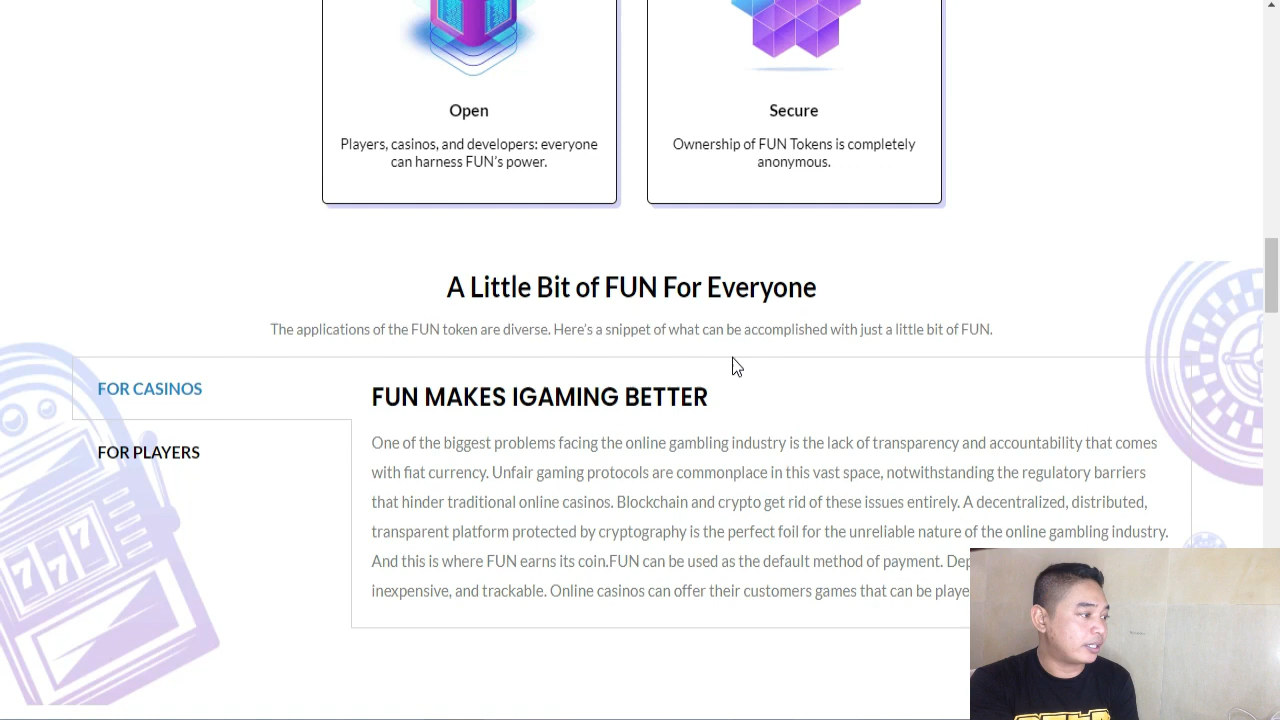 Open
Secure
Players, casinos, and developers: everyone
can harness FUN's power.
Ownership of FUN Tokens is completely
anonymous.
A Little Bit of FUN For Everyone
The applications of the FUN token are diverse. Here's a snippet of what can be accomplished with just a little bit of FUN.
FOR CASINOS
FOR PLAYERS
FUN MAKES IGAMING BETTER
One of the biggest problems facing the online gambling industry is the lack of transparency and accountability that comes
with fiat currency. Unfair gaming protocols are commonplace in this vast space, notwithstanding the regulatory barriers
that hinder traditional online casinos. Blockchain and crypto get rid of these issues entirely. A decentralized, distributed,
transparent platform protected by cryptography is the perfect foil for the unreliable nature of the online gambling industry.
And this is where FUN earns its coin.FUN can be used as the default method of payment.
inexpensive, and trackable. Online casinos can offer their customers games that can be
777